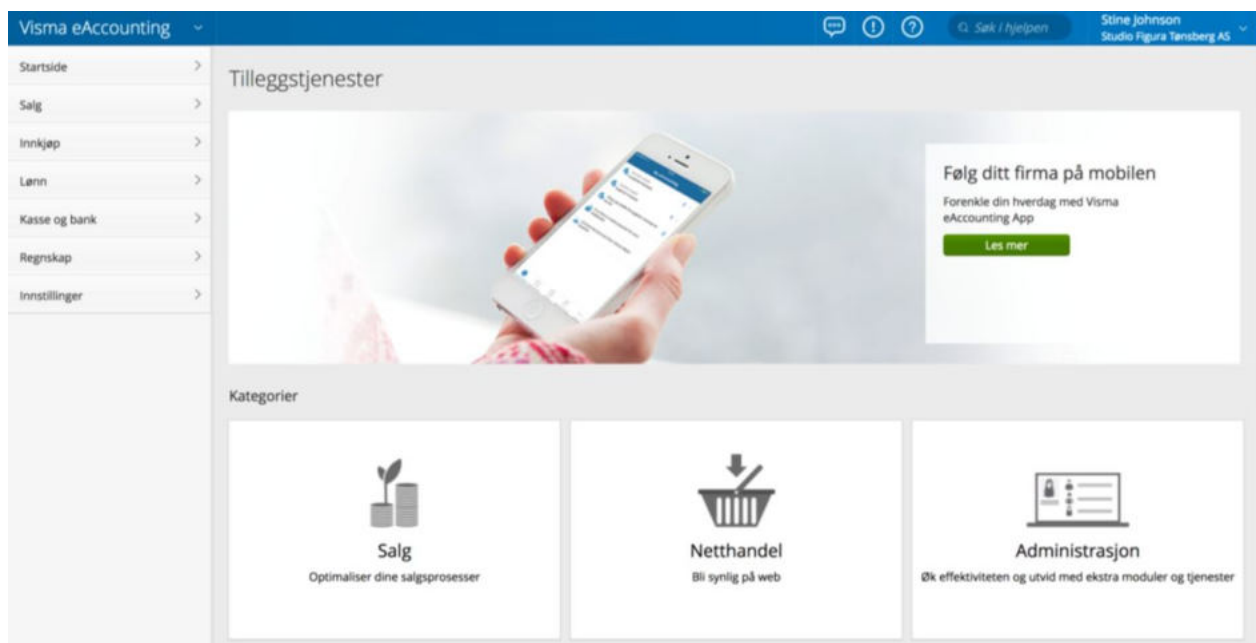 Visma eAccounting
Søk i hjelpen
Stine Johnson
Studio Figura Tønsberg AS
Startside
Salg
Innkjøp
Lønn
Kasse og bank
Regnskap
Innstillinger
Tilleggstjenester
Følg ditt firma på mobilen
Forenkle din hverdag med Visma
eAccounting App
Les mer
Kategorier
Salg
Optimaliser dine salgsprosesser
Netthandel
Bli synlig på web
Administrasjon
Øk effektiviteten og utvid med ekstra moduler og tjenester